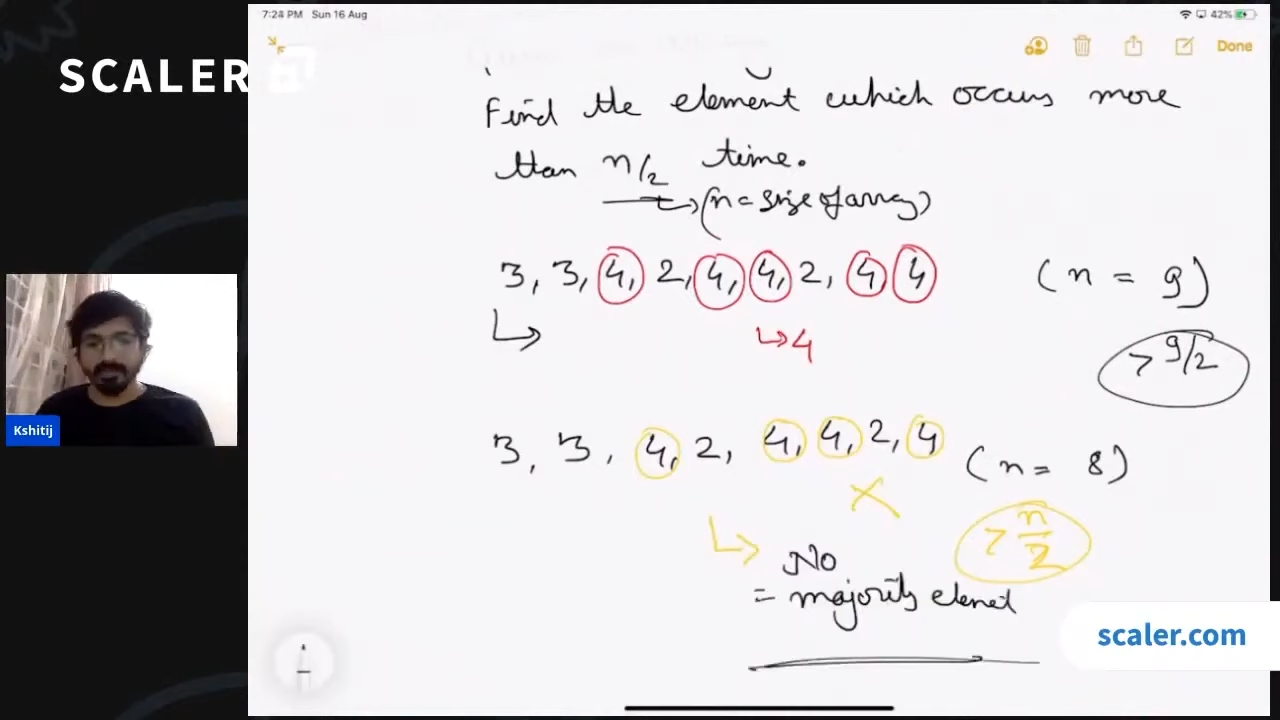 7:24 PM Sun 16 Aug
42%
Done
SCALER
Find the element which occurs more
than n/2 time.
(n = size of array)
3, 3, 4, 2, 4, 4, 2, 4 4 (n = 9)
4
> 9/2
3, 3, 4, 2, 4, 4, 2, 4 (n = 8)
> n/2
No
= majority elemet
Kshitij
scaler.com